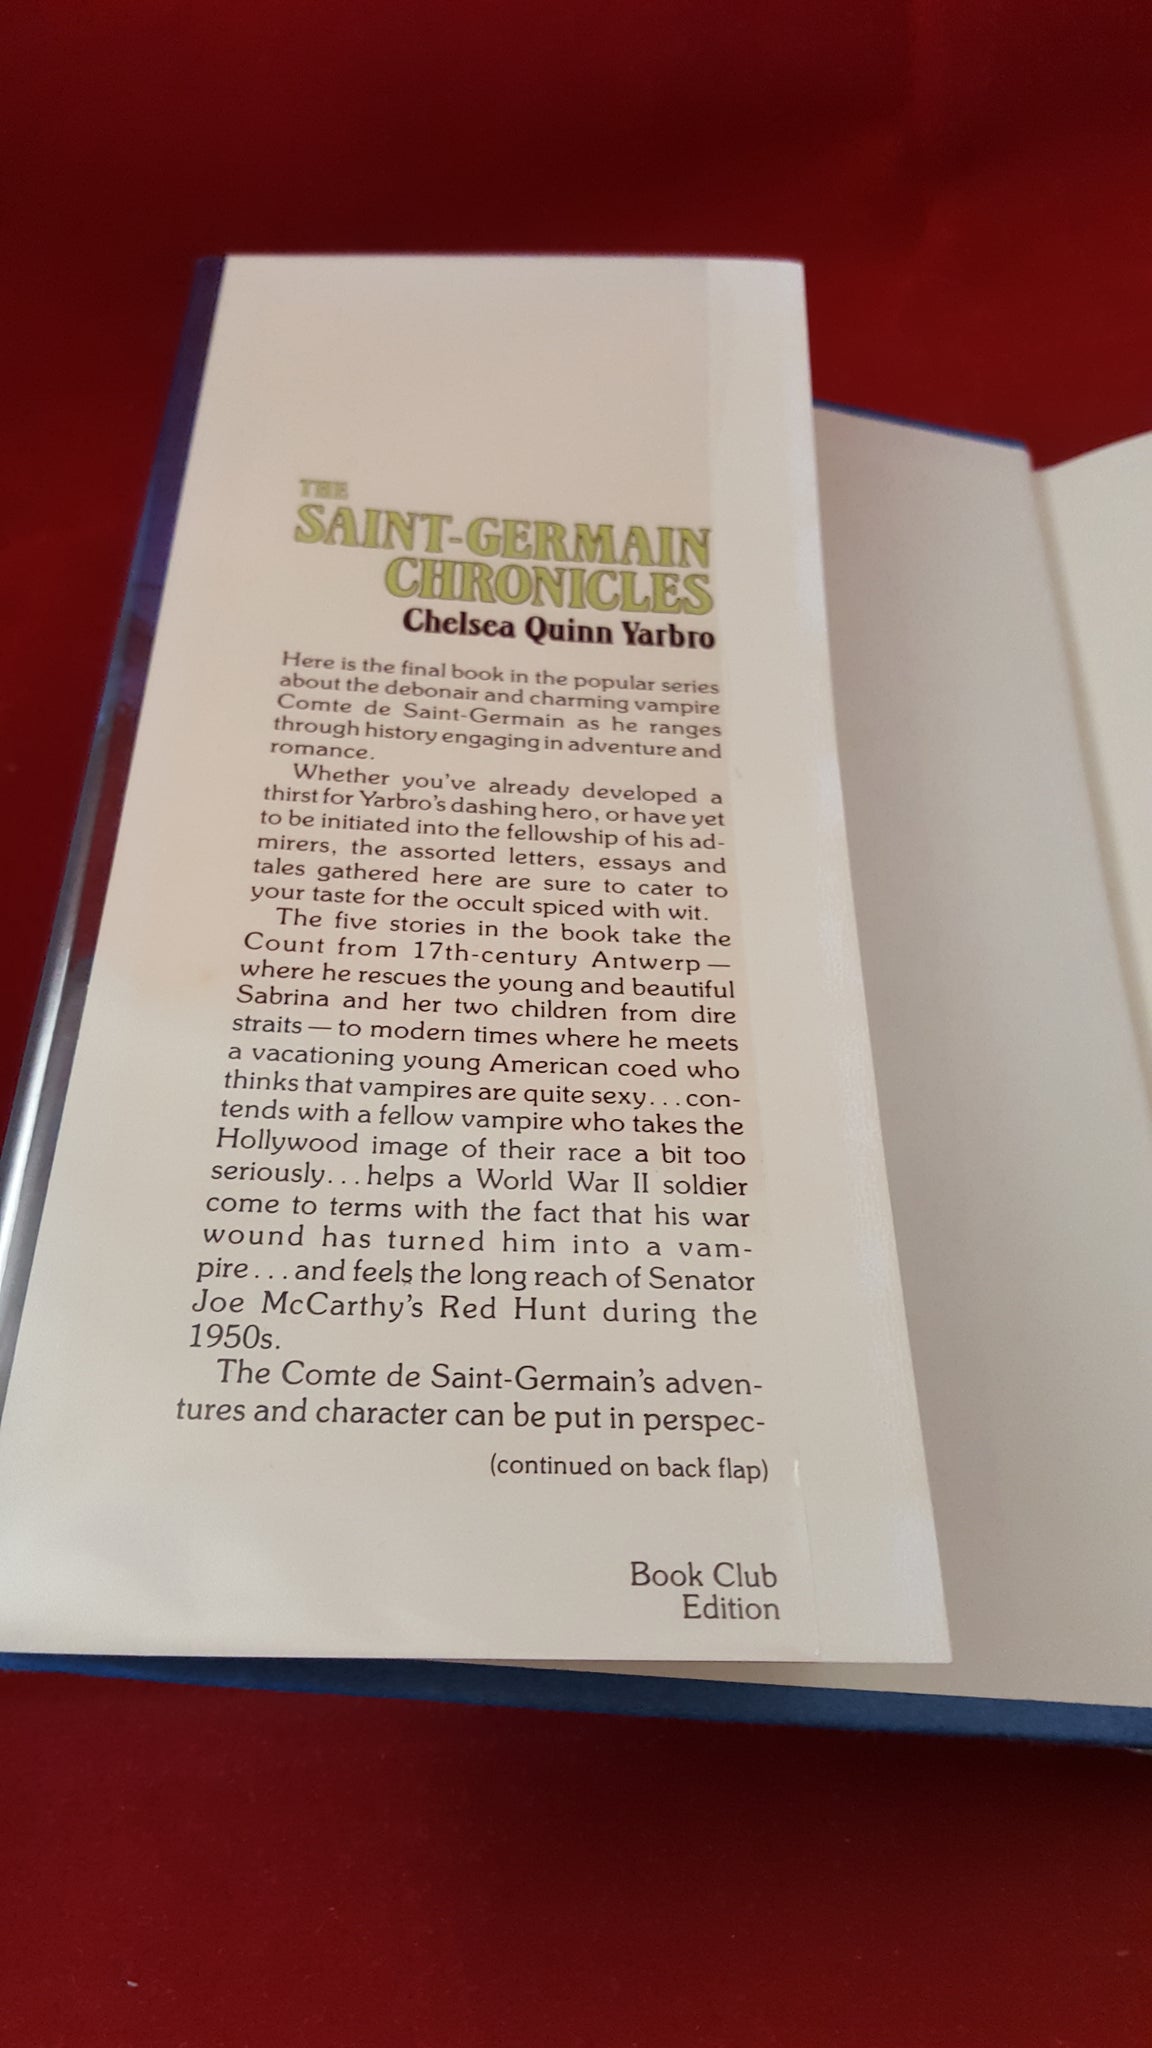 THE
SAINT-GERMAIN
CHRONICLES
Chelsea Quinn Yarbro
Here is the final book in the popular series
about the debonair and charming vampire
Comte de Saint-Germain as he ranges
through history engaging in adventure and
romance.
Whether you've already developed a
thirst for Yarbro's dashing hero, or have yet
to be initiated into the fellowship of his ad-
mirers, the assorted letters, essays and
tales gathered here are sure to cater to
your taste for the occult spiced with wit.
The five stories in the book take the
Count from 17th-century Antwerp —
where he rescues the young and beautiful
Sabrina and her two children from dire
straits — to modern times where he meets
a vacationing young American coed who
thinks that vampires are quite sexy...con-
tends with a fellow vampire who takes the
Hollywood image of their race a bit too
seriously...helps a World War II soldier
come to terms with the fact that his war
wound has turned him into a vam-
pire...and feels the long reach of Senator
Joe McCarthy's Red Hunt during the
1950s.
The Comte de Saint-Germain's adven-
tures and character can be put in perspec-
(continued on back flap)
Book Club
Edition